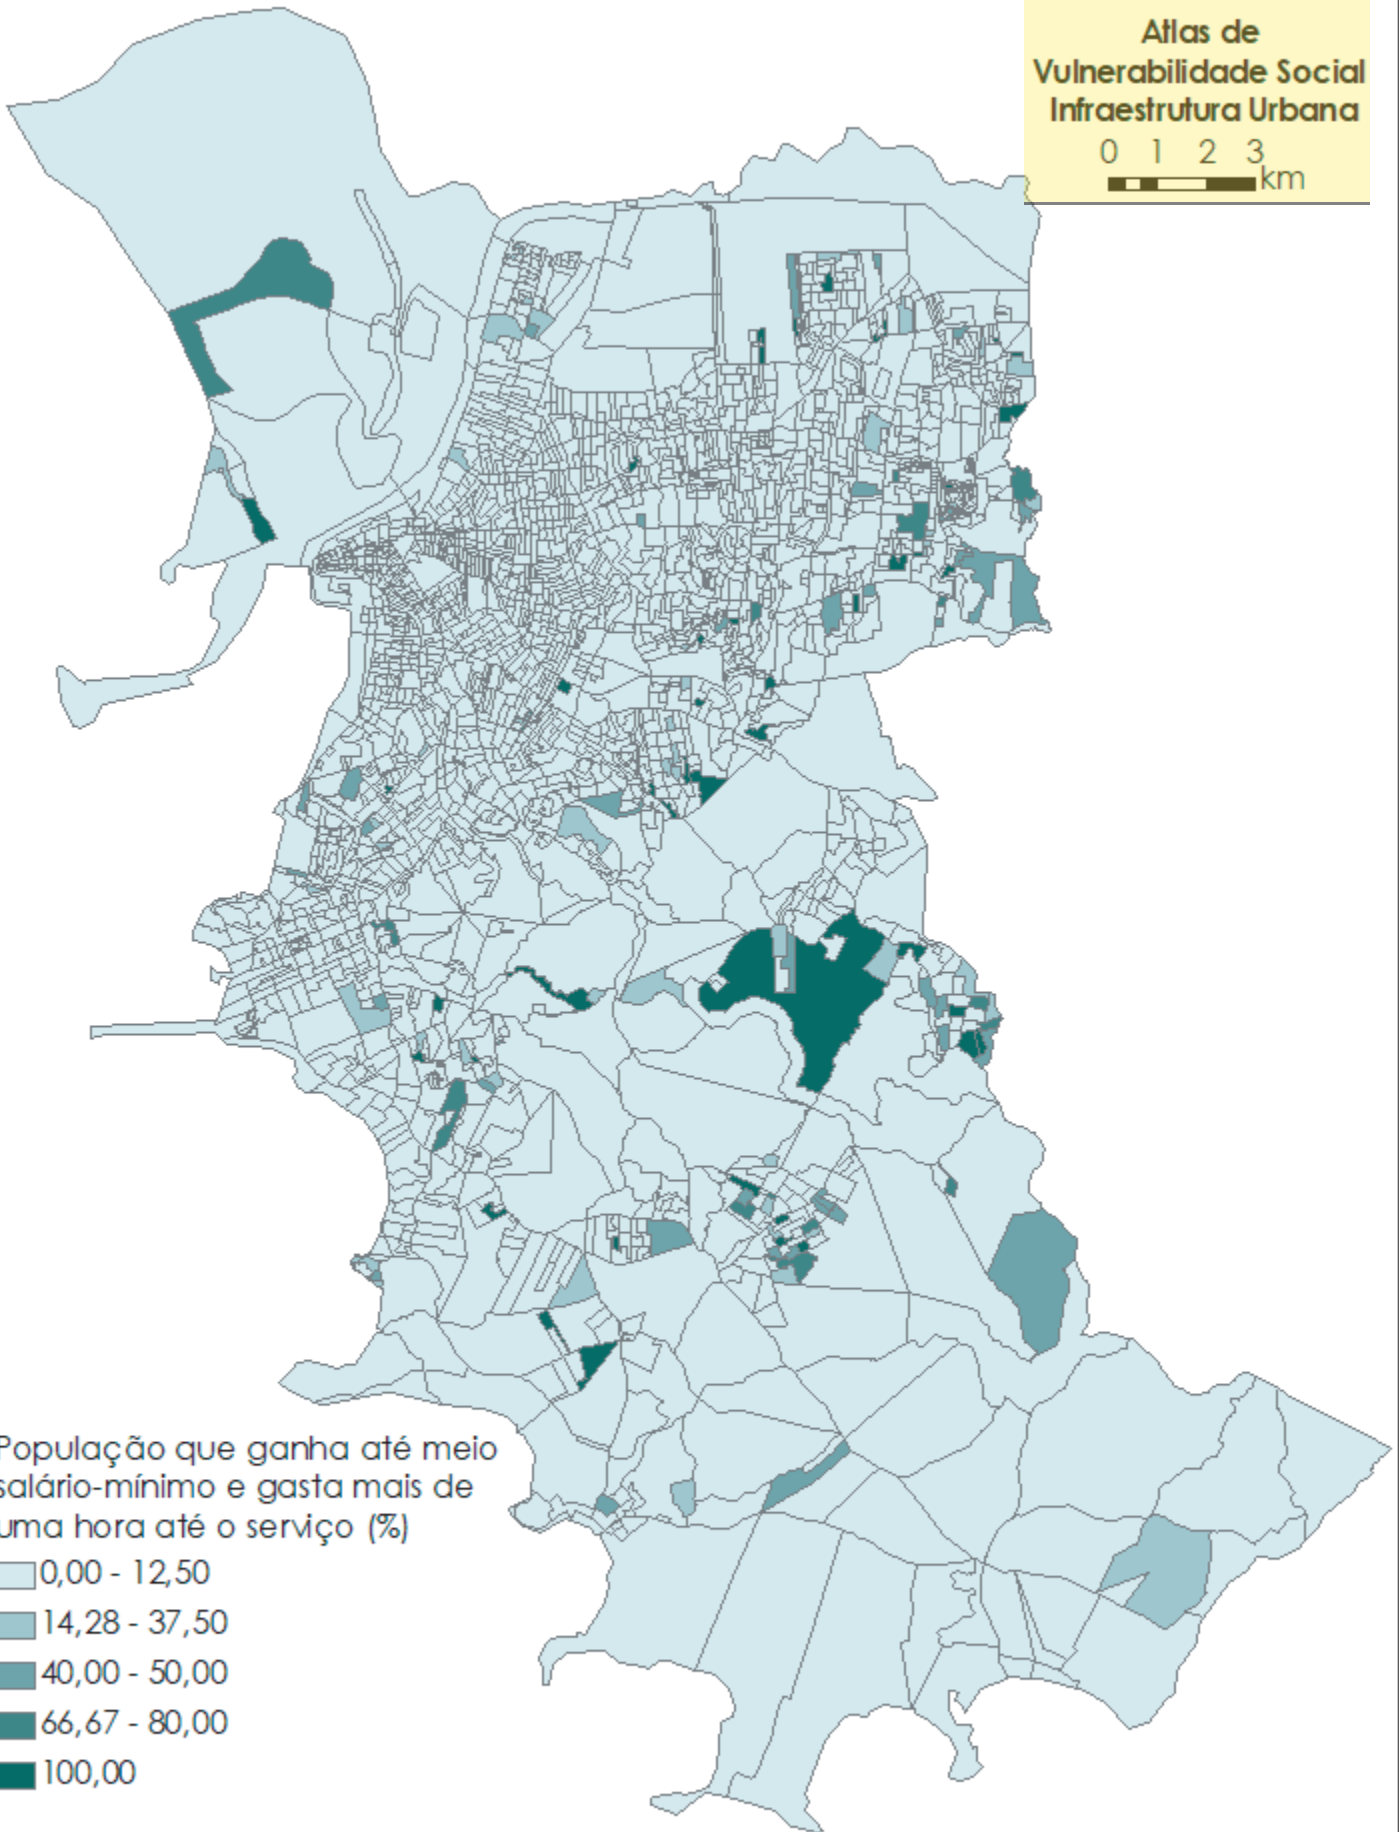 Atlas de
Vulnerabilidade Social
Infraestrutura Urbana
0 1 2 3
km
População que ganha até meio
salário-mínimo e gasta mais de
uma hora até o serviço (%)
0,00 - 12,50
14,28 - 37,50
40,00 - 50,00
66,67 - 80,00
100,00